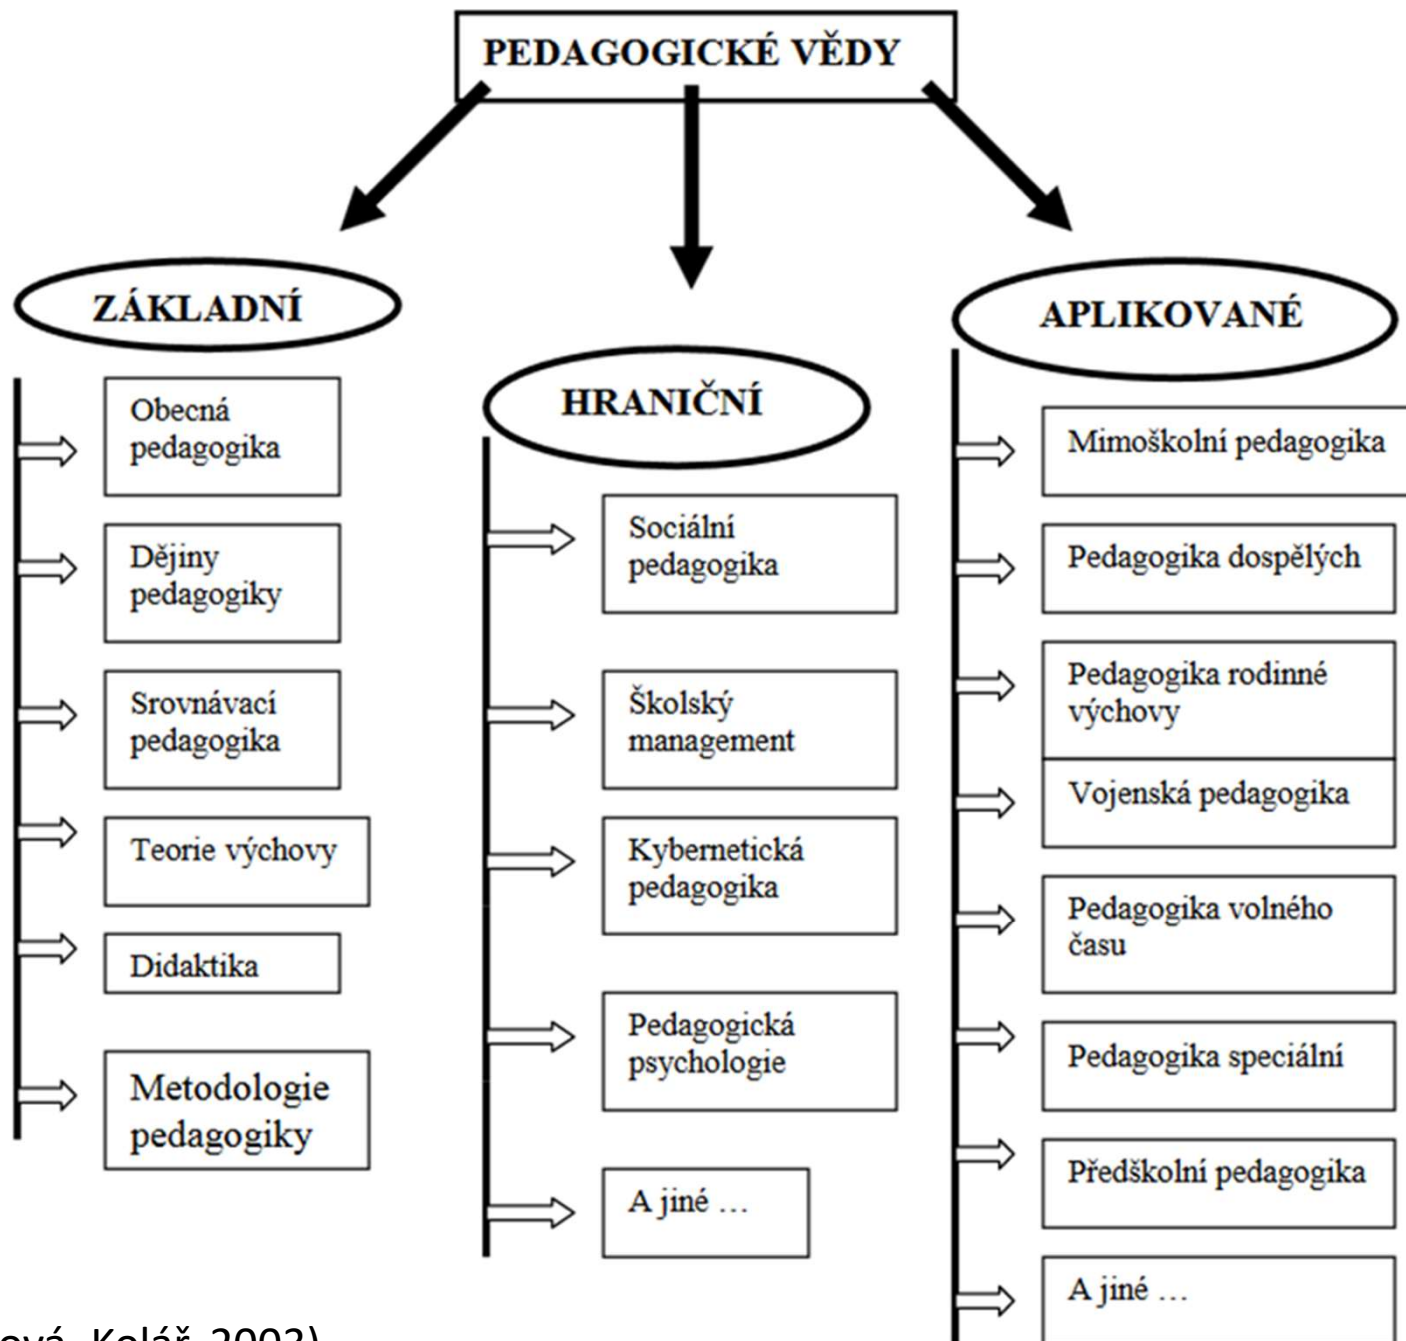 PEDAGOGICKÉ VĚDY
ZÁKLADNÍ
Obecná
pedagogika
Dějiny
pedagogiky
Srovnávací
pedagogika
Teorie výchovy
Didaktika
Metodologie
pedagogiky
HRANIČNÍ
Sociální
pedagogika
Školský
management
Kybernetická
pedagogika
Pedagogická
psychologie
A jiné …
APLIKOVANÉ
Mimoškolní pedagogika
Pedagogika dospělých
Pedagogika rodinné
výchovy
Vojenská pedagogika
Pedagogika volného
času
Pedagogika speciální
Předškolní pedagogika
A jiné …
Kolář, 2003)